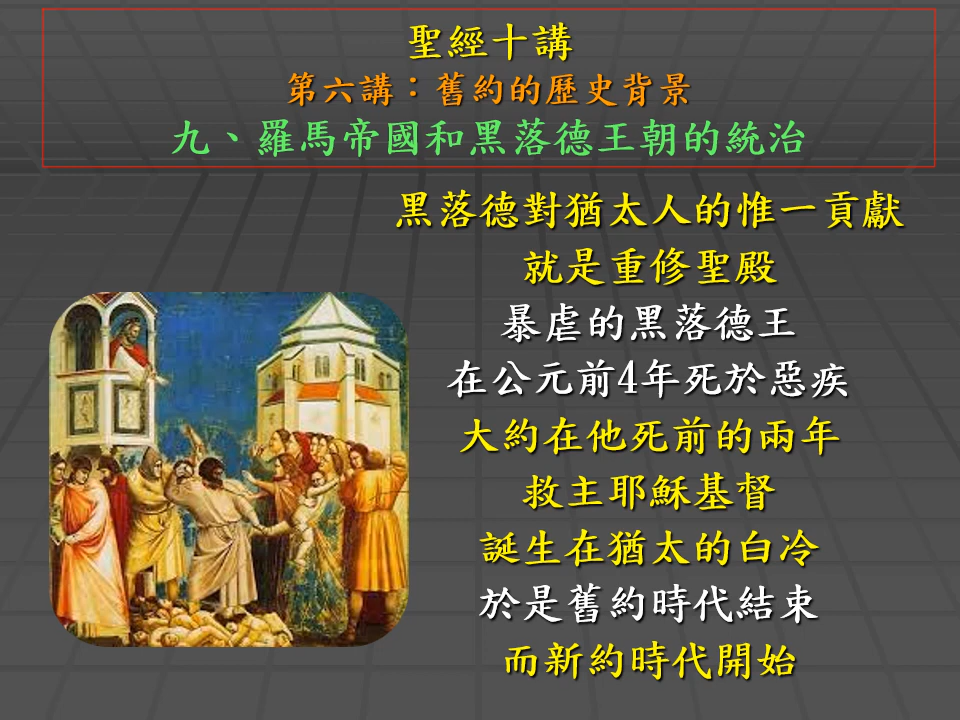 聖經十講
第六講：舊約的歷史背景
九、羅馬帝國和黑落德王朝的統治
黑落德對猶太人的惟一貢獻
就是重修聖殿
暴虐的黑落德王
在公元前4年死於惡疾
大約在他死前的兩年
救主耶穌基督
誕生在猶太的白冷
於是舊約時代結束
而新約時代開始